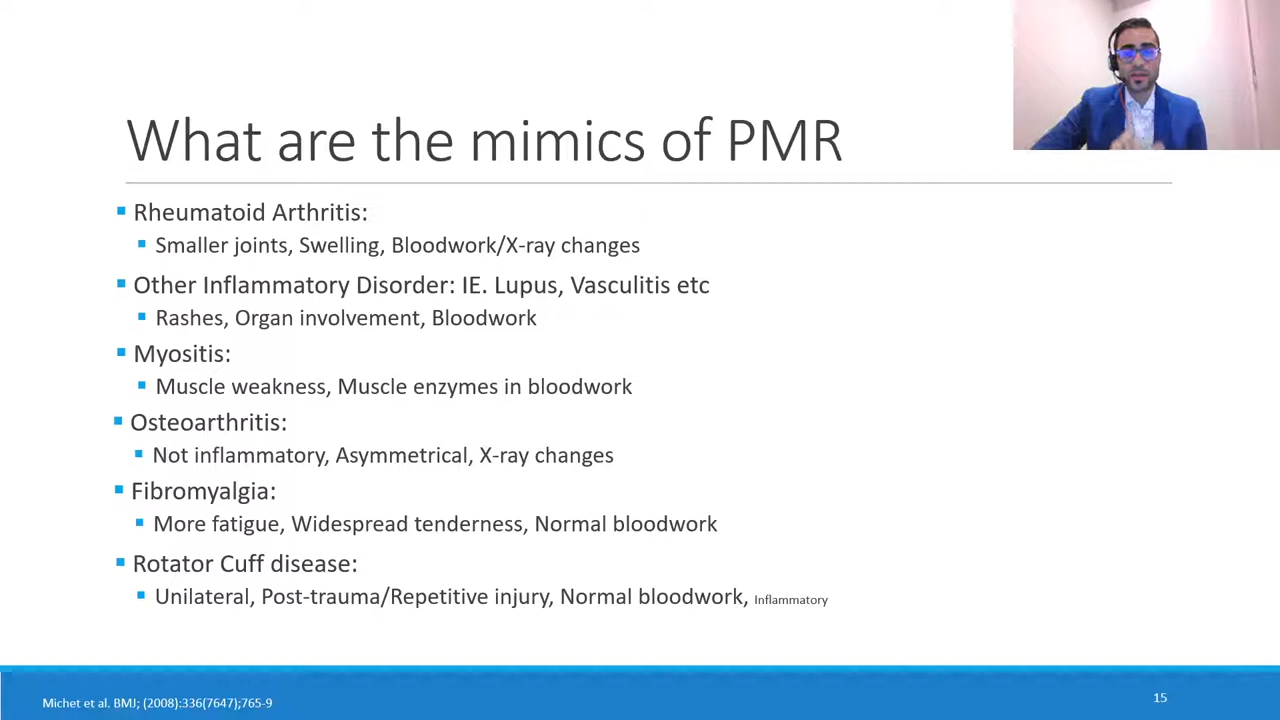 What are the mimics of PMR
Rheumatoid Arthritis:
Smaller joints, Swelling, Bloodwork/X-ray changes
Other Inflammatory Disorder: IE. Lupus, Vasculitis etc
Rashes, Organ involvement, Bloodwork
Myositis:
Muscle weakness, Muscle enzymes in bloodwork
Osteoarthritis:
Not inflammatory, Asymmetrical, X-ray changes
Fibromyalgia:
More fatigue, Widespread tenderness, Normal bloodwork
Rotator Cuff disease:
Unilateral, Post-trauma/Repetitive injury, Normal bloodwork, Inflammatory
Michet et al. BMJ; (2008):336(7647);765-9
15